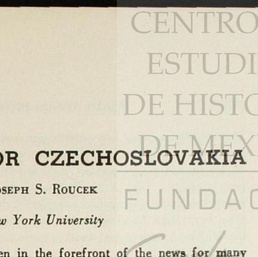 CENTRO
ESTUDI
DE HISTO
DE MEX
OR CZECHOSLOVAKIA
OSEPH S. ROUCEK
FUNDAC
w York University
en in the forefront of the news for many